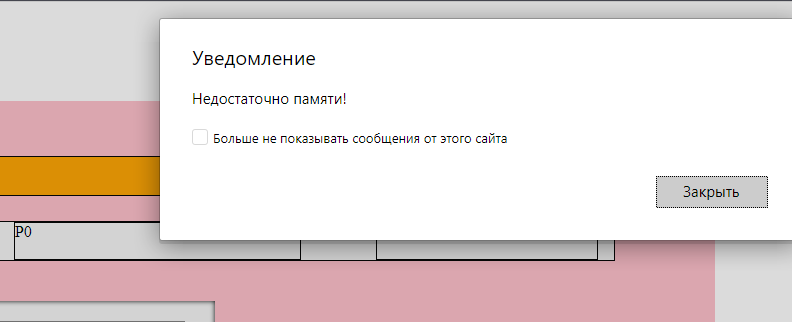 Уведомление
Недостаточно памяти!
Больше не показывать сообщения от этого сайта
Закрыть
P0